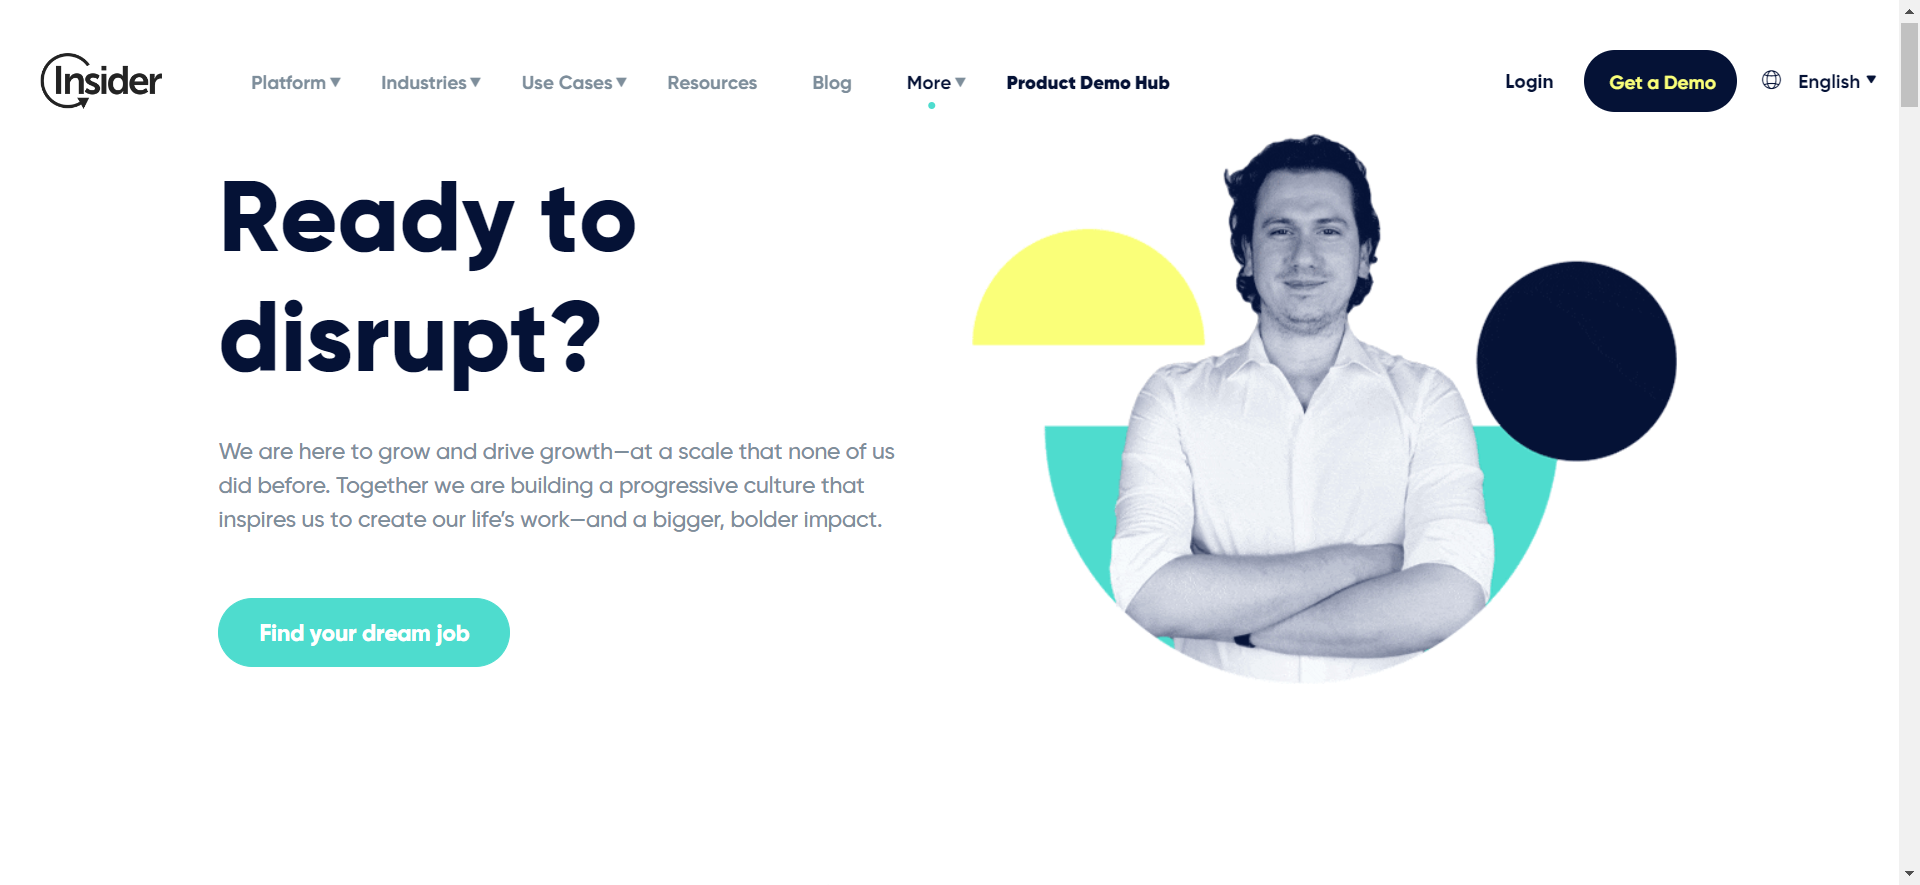 Insider
Platform
Industries
Use Cases
Resources
Blog
More
Product Demo Hub
Login
Get a Demo
English
Ready to
disrupt?
We are here to grow and drive growth—at a scale that none of us
did before. Together we are building a progressive culture that
inspires us to create our life's work—and a bigger, bolder impact.
Find your dream job